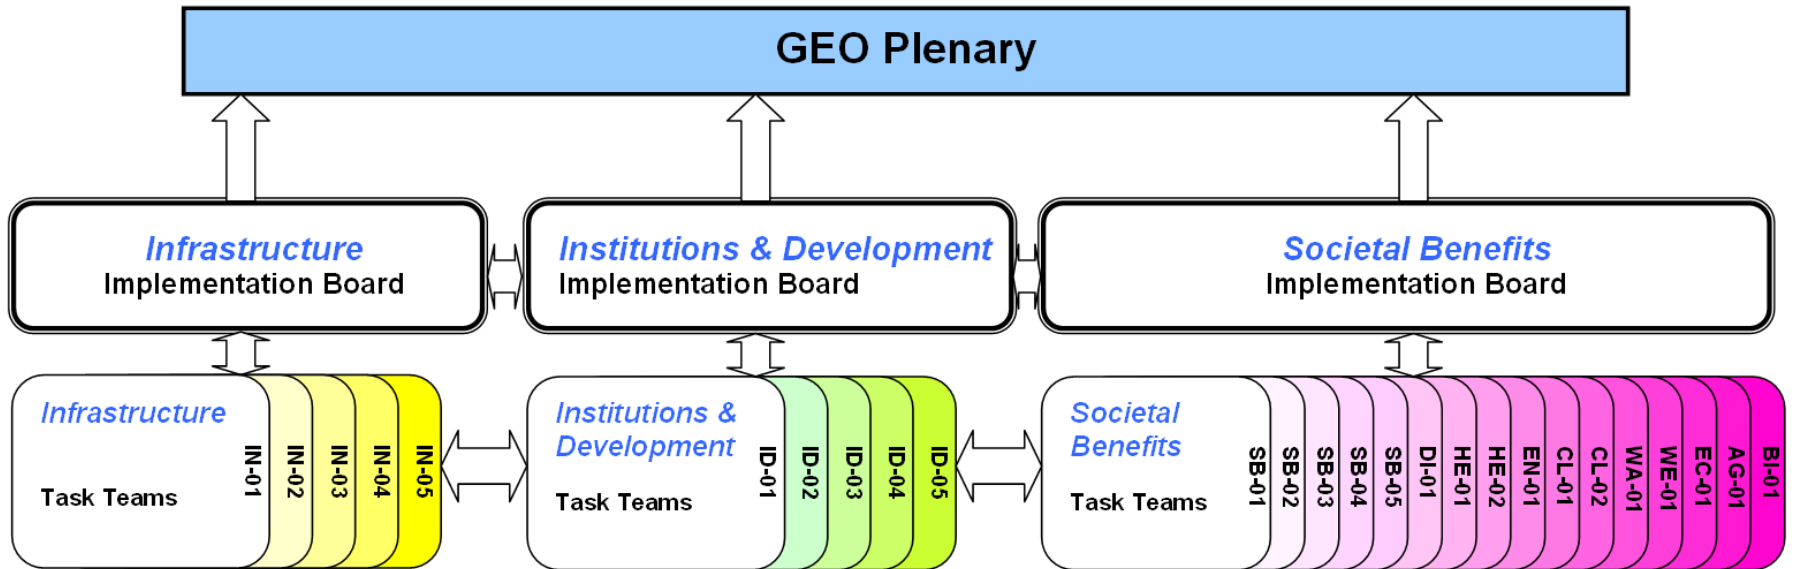 GEO Plenary
Infrastructure
Implementation Board
Institutions & Development
Implementation Board
Societal Benefits
Implementation Board
Infrastructure
Task Teams
IN-01
IN-02
IN-03
IN-04
IN-05
Institutions &
Development
Task Teams
ID-01
ID-02
ID-03
ID-04
ID-05
Societal
Benefits
Task Teams
SB-01
SB-02
SB-03
SB-04
SB-05
DI-01
HE-01
HE-02
EN-01
CL-01
CL-02
WA-01
WE-01
EC-01
AG-01
BI-01